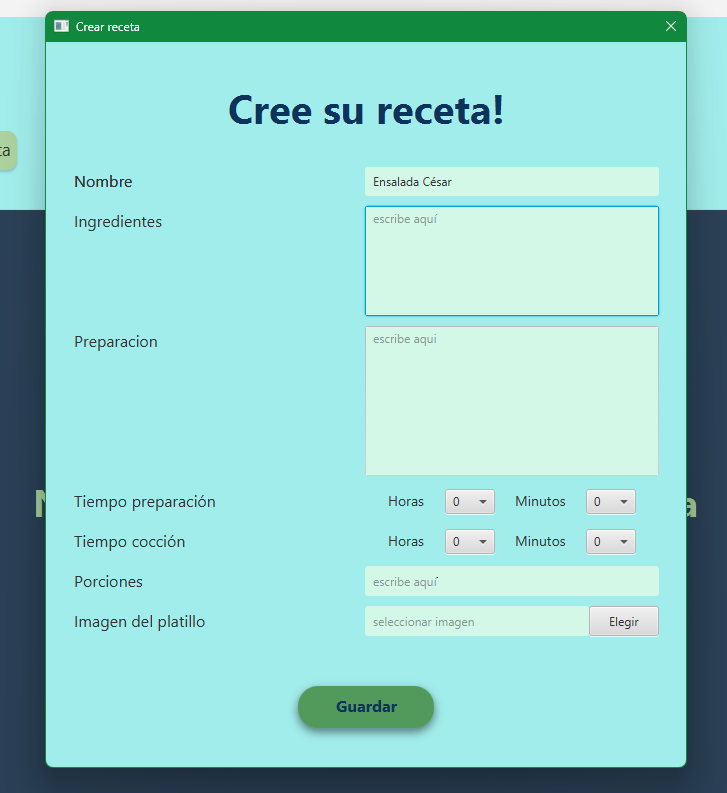 Crear receta
Cree su receta!
ta
Nombre
Ensalada César
Ingredientes
escribe aquí
Preparacion
escribe aqui
Tiempo preparación Horas 0 Minutos 0
Tiempo cocción Horas 0 Minutos 0
Porciones
escribe aquí
Imagen del platillo
seleccionar imagen Elegir
Guardar